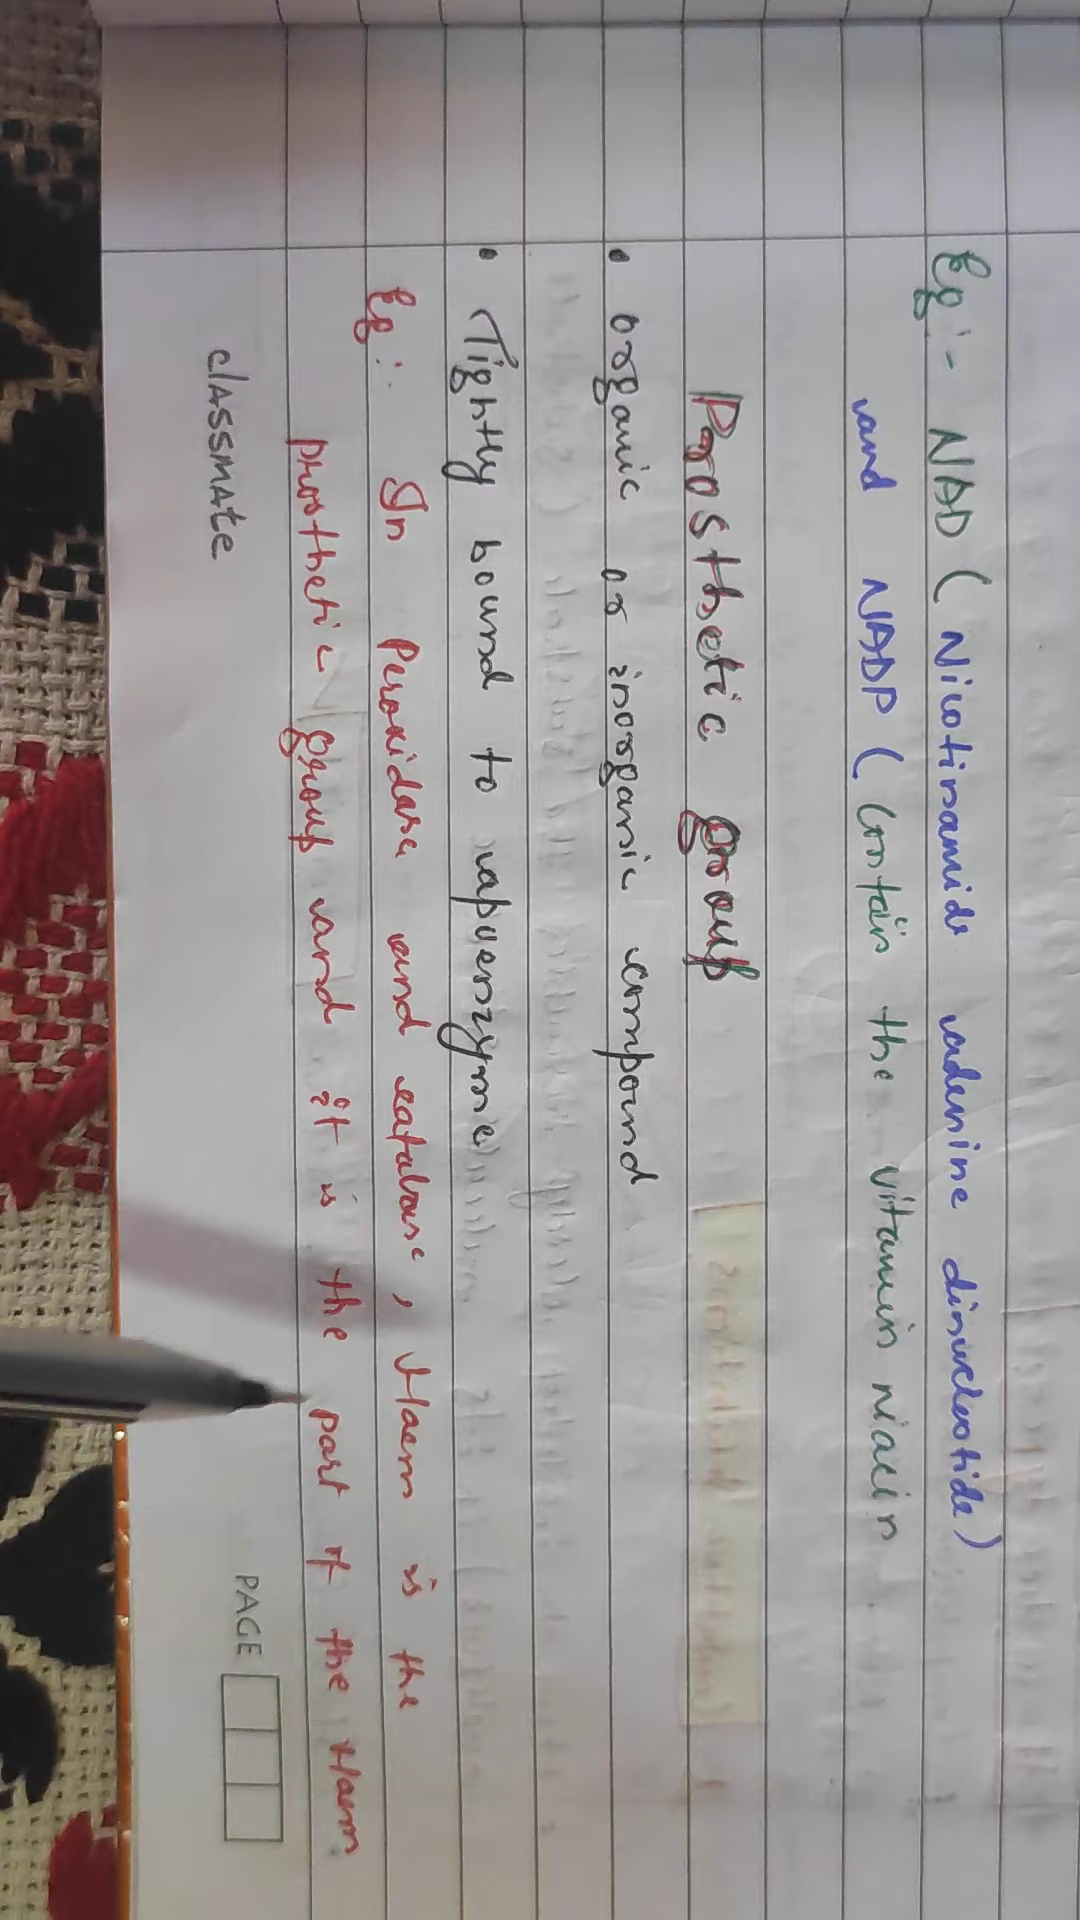 Eg:- NAD ( Nicotinamide adenine dinucleotide)
and NADP ( Contain the vitamin niacin
Prosthetic group
• organic or inorganic compound
• Tightly bound to apoenzyme
Eg:- In Peroxidase and catalase, Haem is the
prosthetic group and it is the part of the Haem
classmate
PAGE